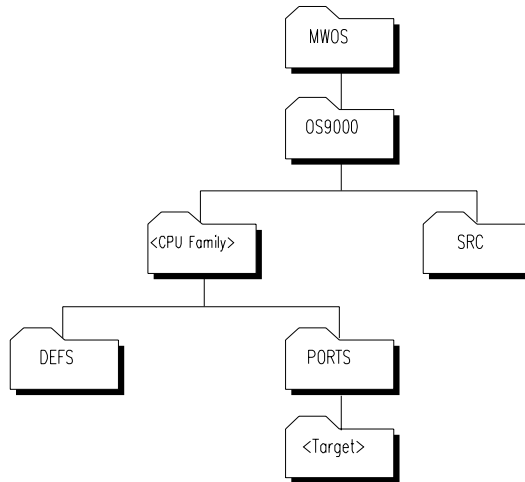 MWOS
OS9000
<CPU Family>
SRC
DEFS
PORTS
<Target>